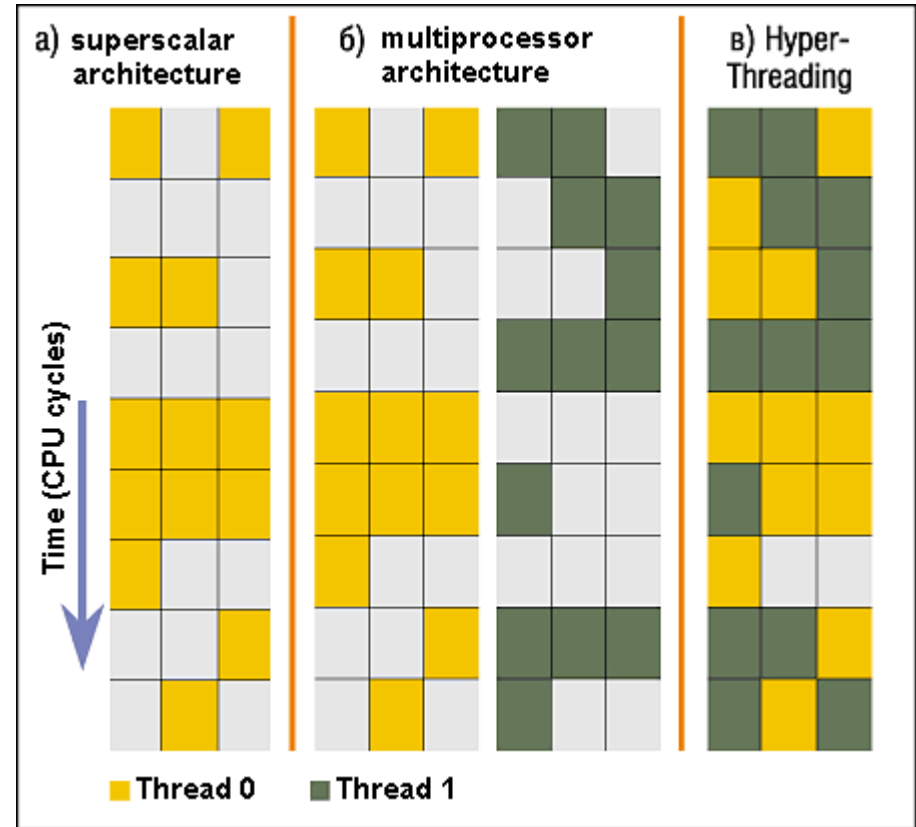 а) superscalar
architecture
б) multiprocessor
architecture
в) Hyper-
Threading
Time (CPU cycles)
Thread 0
Thread 1